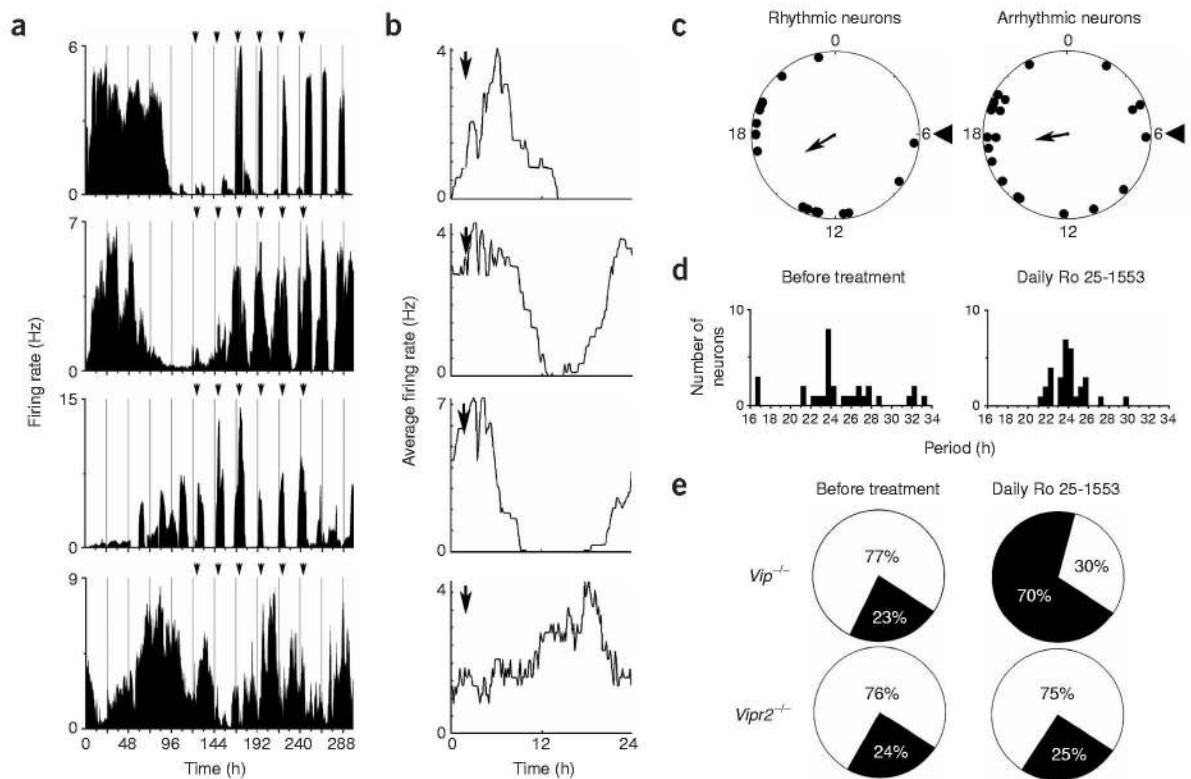 a
6
0
7
0
15
0
9
0
0 48 96 144 192 240 288
Firing rate (Hz)
Time (h)
b
4
0
4
0
7
0
4
0
0 12 24
Average firing rate (Hz)
Time (h)
c
Rhythmic neurons
0
18
6
12
Arrhythmic neurons
0
18
6
12
d
Before treatment
Daily Ro 25-1553
Number of
neurons
10
5
0
16 18 20 22 24 26 28 30 32 34
10
5
0
16 18 20 22 24 26 28 30 32 34
Period (h)
e
Before treatment
Daily Ro 25-1553
Vip–/–
77%
23%
70%
30%
Vipr2–/–
76%
24%
75%
25%